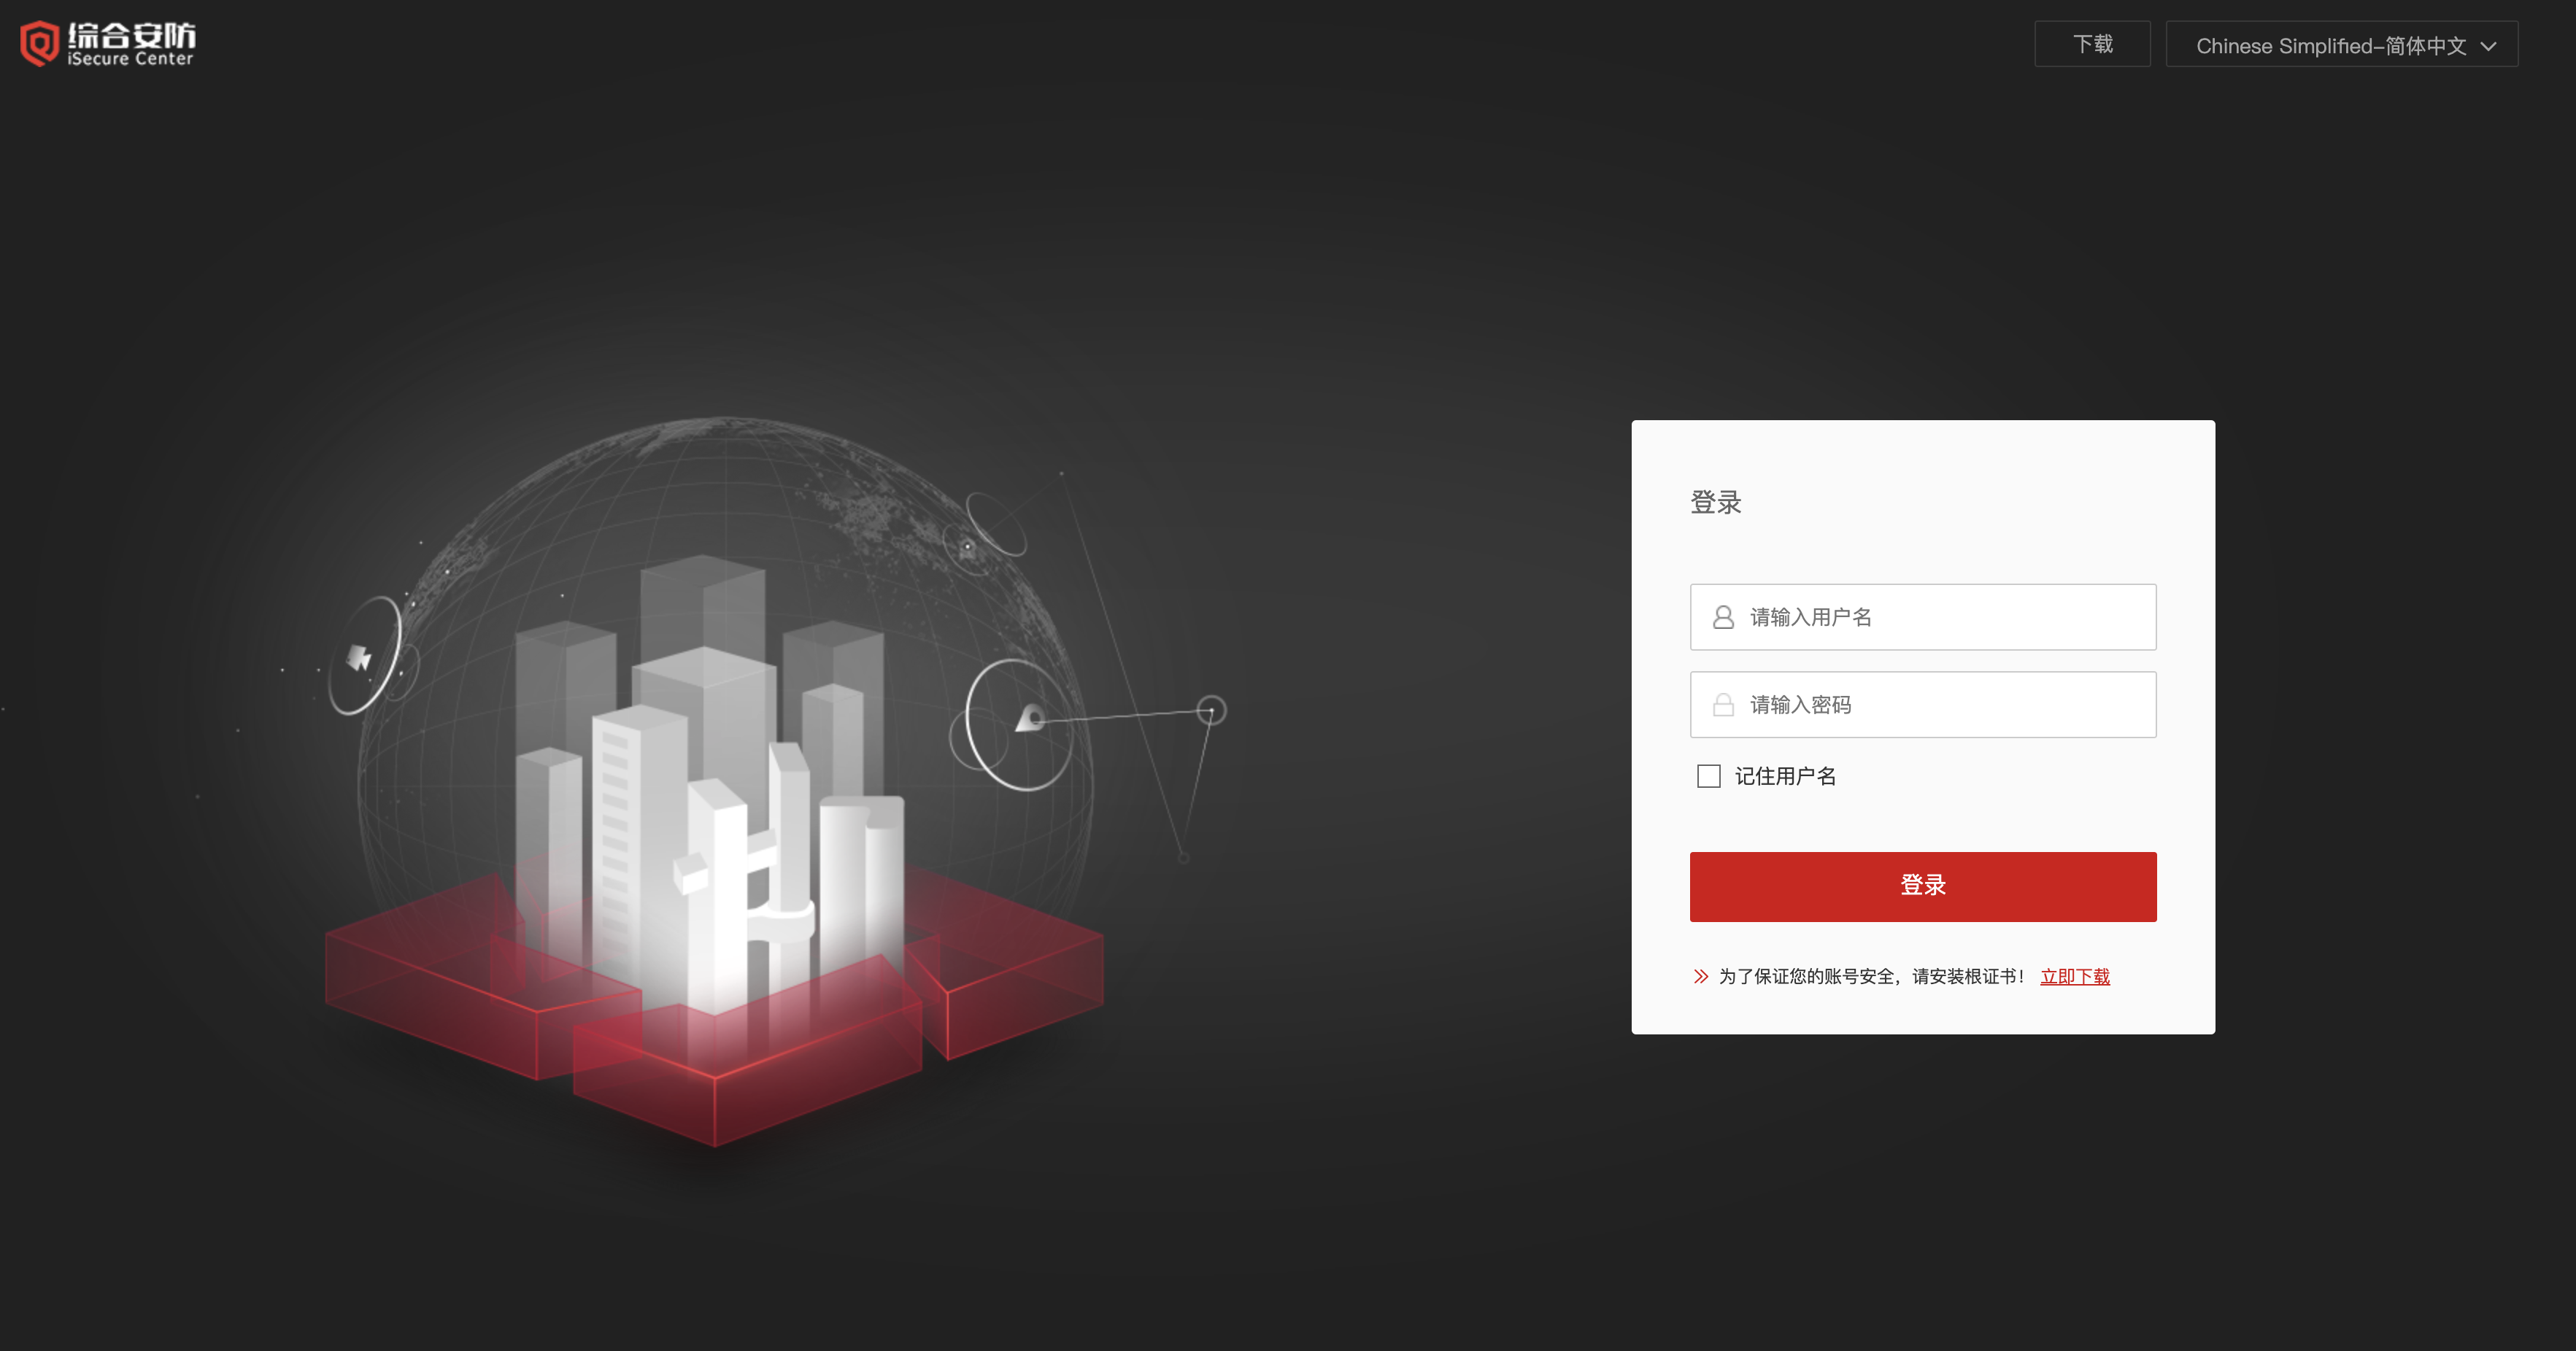 综合安防
iSecure Center
下载
Chinese Simplified-简体中文
登录
请输入用户名
请输入密码
记住用户名
登录
为了保证您的账号安全，请安装根证书！ 立即下载